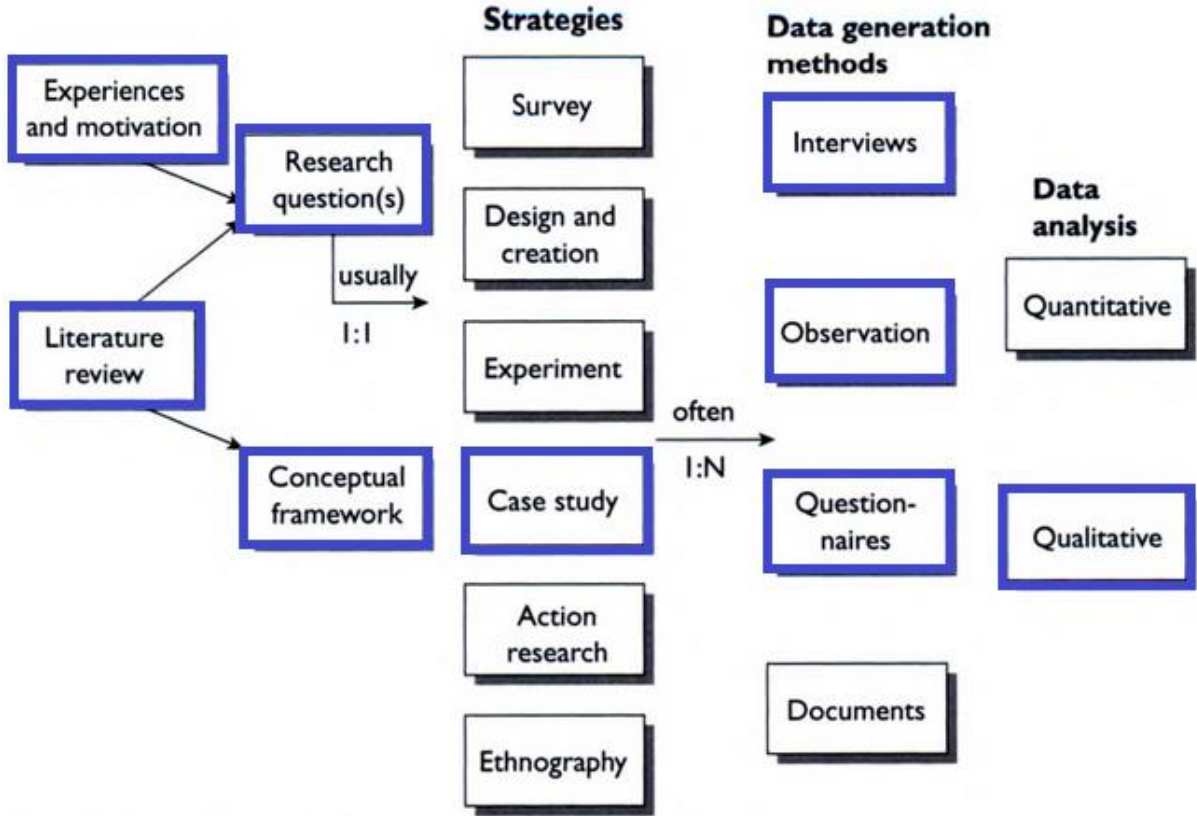 Strategies
Data generation
methods
Experiences
and motivation
Research
question(s)
usually
1:1
Literature
review
Conceptual
framework
Survey
Design and
creation
Experiment
Case study
Action
research
Ethnography
often
1:N
Interviews
Observation
Question-
naires
Documents
Data
analysis
Quantitative
Qualitative